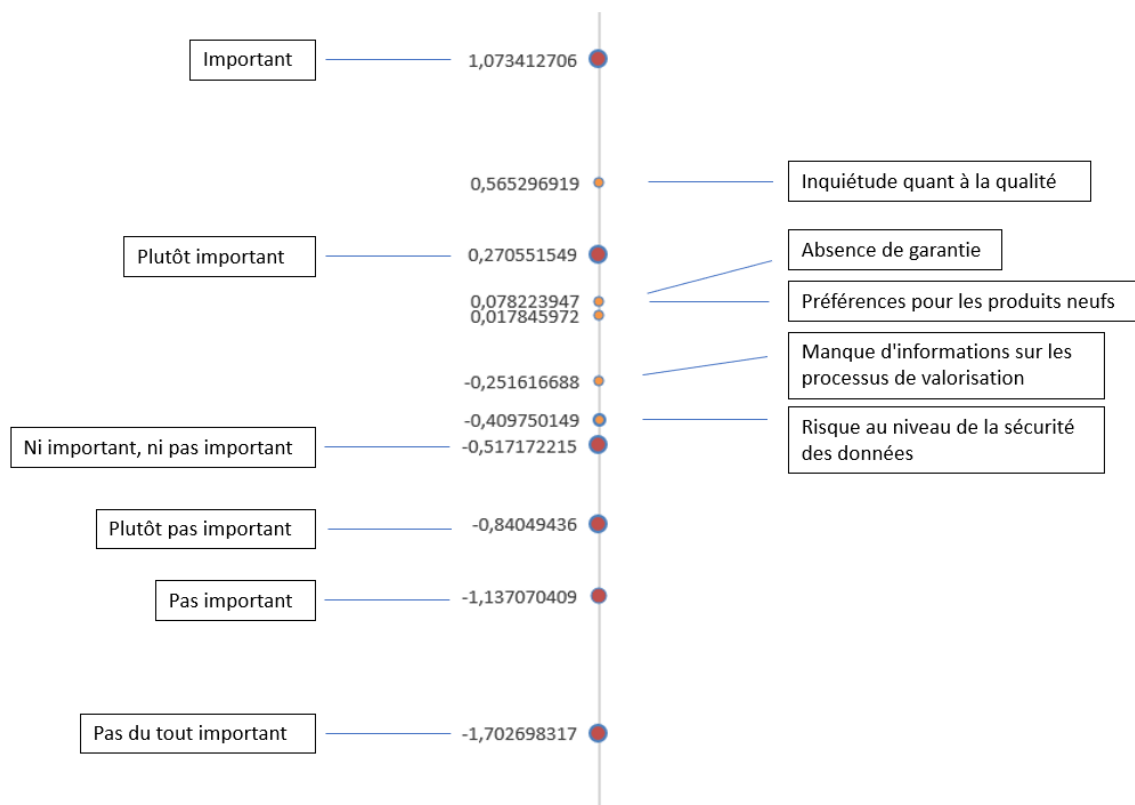 Important
1,073412706
0,565296919
Inquiétude quant à la qualité
Plutôt important
0,270551549
Absence de garantie
0,078223947
Préférences pour les produits neufs
0,017845972
Manque d'informations sur les
processus de valorisation
-0,251616688
-0,409750149
Risque au niveau de la sécurité
des données
Ni important, ni pas important
-0,517172215
Plutôt pas important
-0,84049436
Pas important
-1,137070409
Pas du tout important
-1,702698317